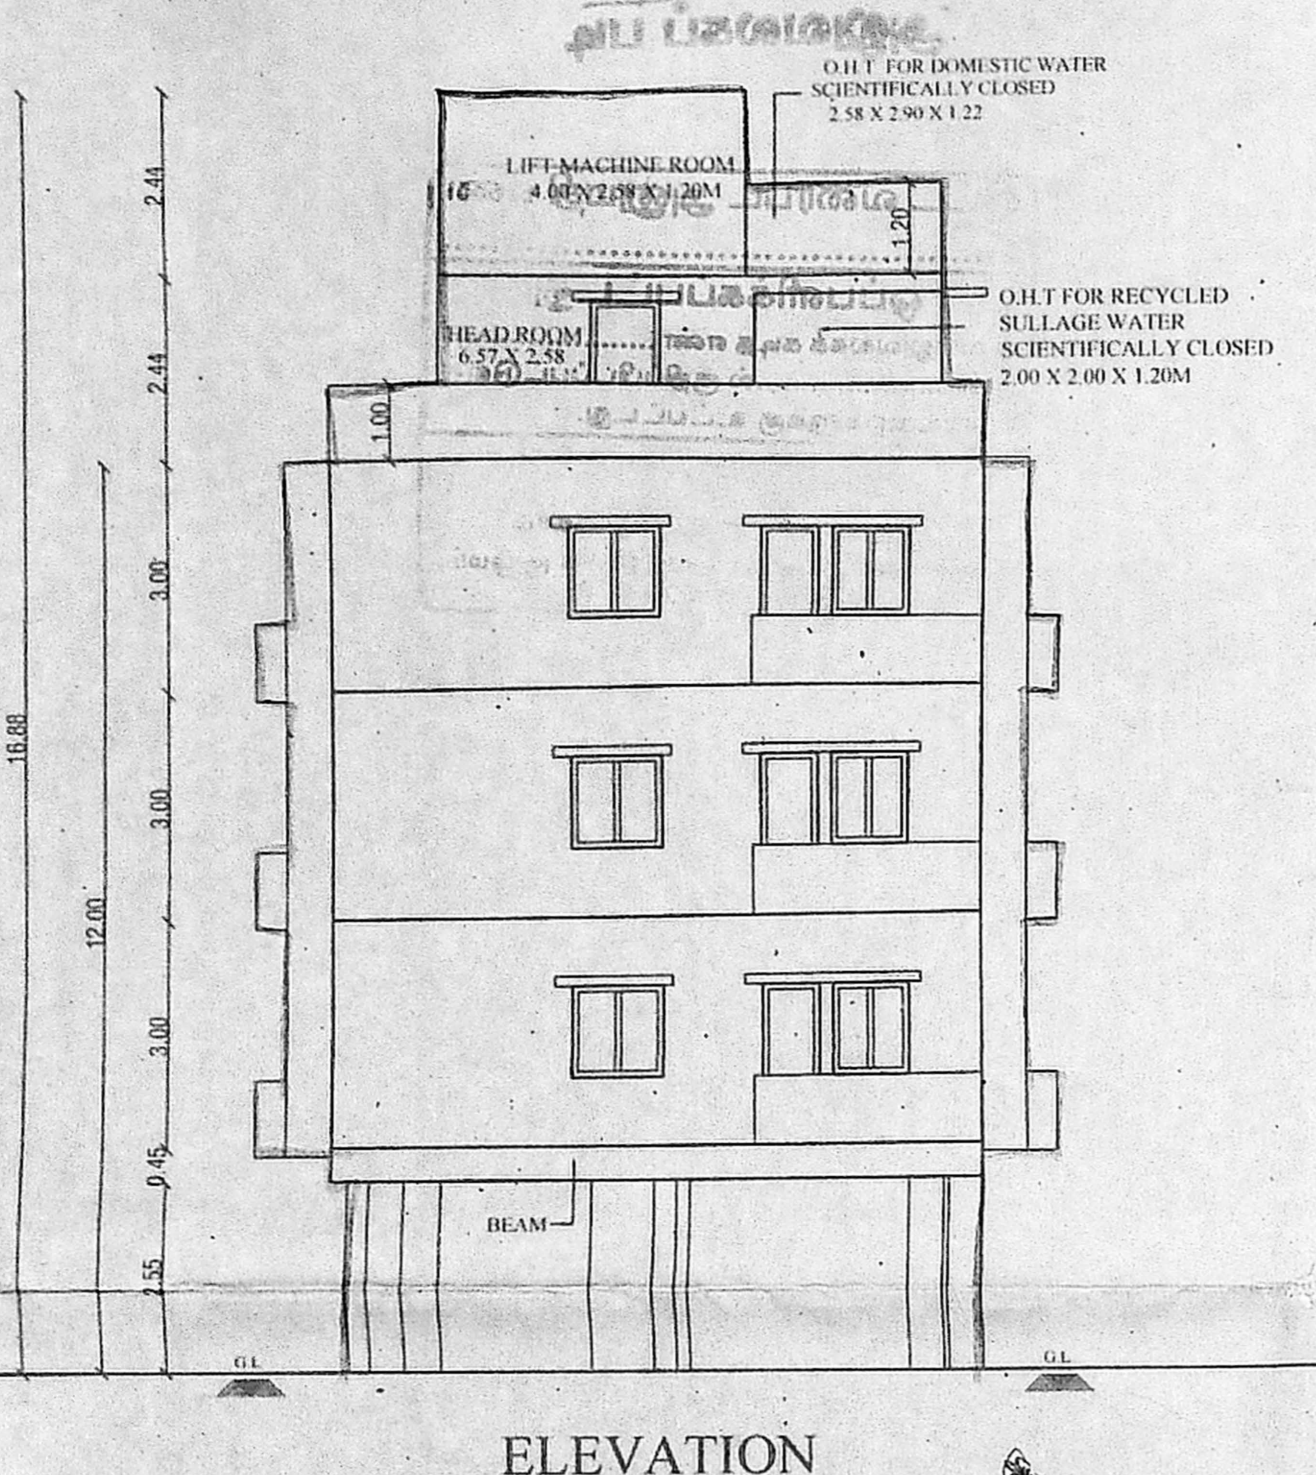 O.H.T FOR DOMESTIC WATER
SCIENTIFICALLY CLOSED
2.58 X 2.90 X 1.22
LIFT MACHINE ROOM
4.00 X 2.58 X 1.20M
1.20
O.H.T FOR RECYCLED
SULLAGE WATER
SCIENTIFICALLY CLOSED
2.00 X 2.00 X 1.20M
HEAD ROOM
6.57 X 2.58
1.00
2.44
2.44
3.00
3.00
3.00
0.45
2.55
16.88
12.00
BEAM
G.L
G.L
ELEVATION